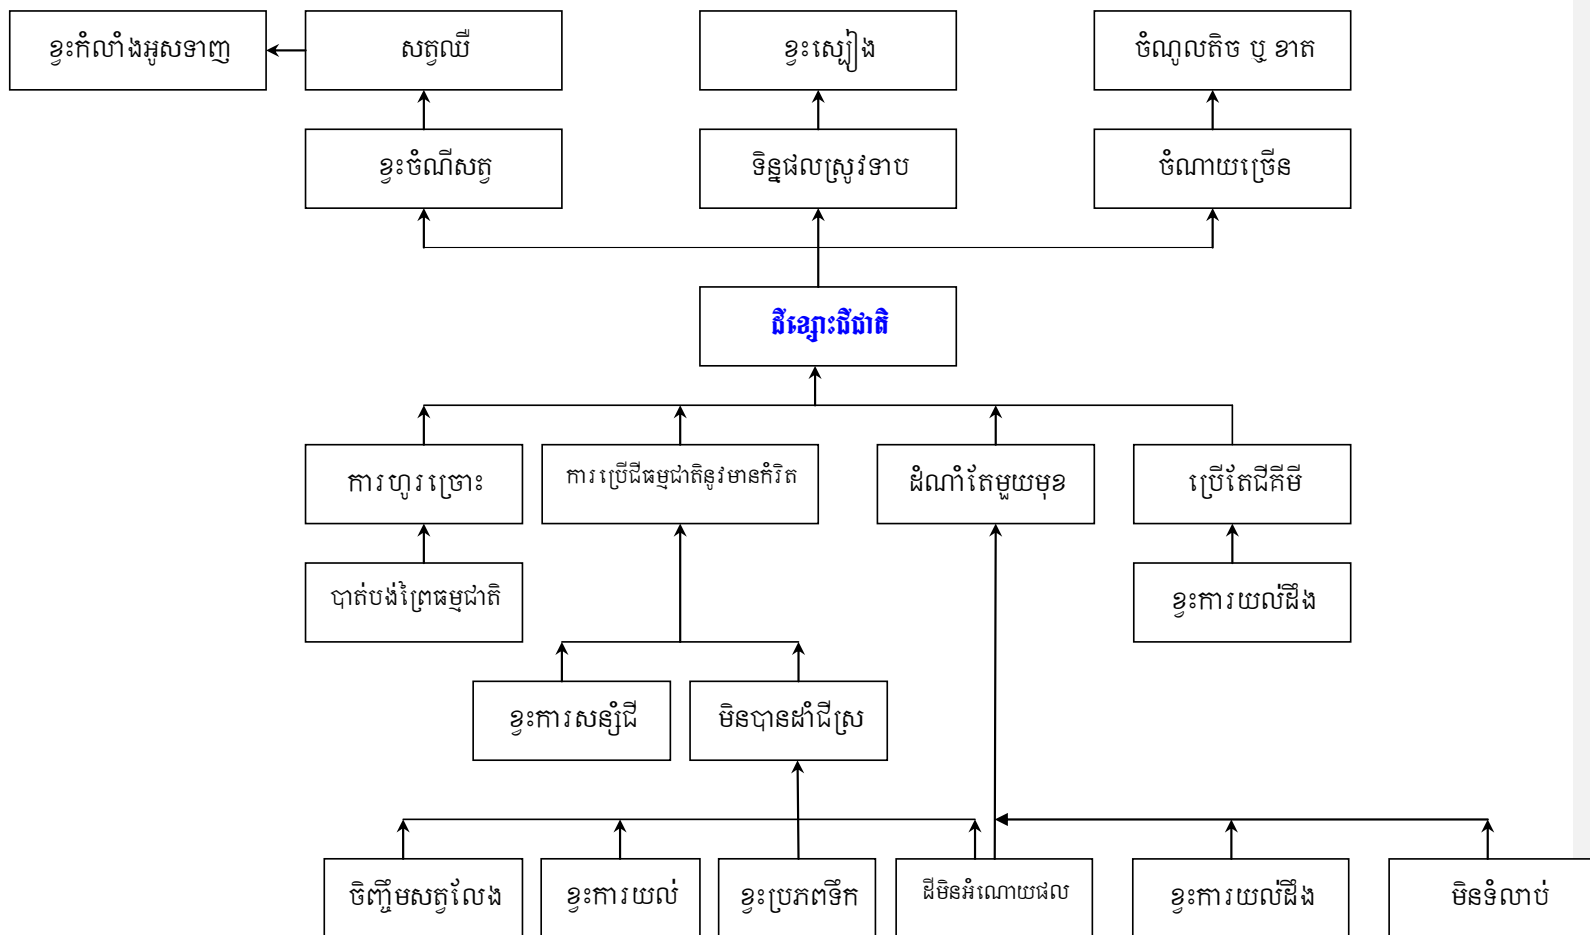 ខ្វះកំលាំងអូសទាញ
សត្វឈឺ
ខ្វះស្បៀង
ចំណូលតិច ឬ ខាត
ខ្វះចំណីសត្វ
ទិន្នផលស្រូវទាប
ចំណាយច្រើន
ដីខ្សោះជីជាតិ
ការហូរច្រោះ
ការប្រើជីធម្មជាតិនូវមានកំរិត
ដំណាំតែមួយមុខ
ប្រើតែជីគីមី
បាត់បង់ព្រៃធម្មជាតិ
ខ្វះការយល់ដឹង
ខ្វះការសន្សំជី
មិនបានដាំជីស្រ
ចិញ្ចឹមសត្វលែង
ខ្វះការយល់
ខ្វះប្រភពទឹក
ដីមិនអំណោយផល
ខ្វះការយល់ដឹង
មិនទំលាប់